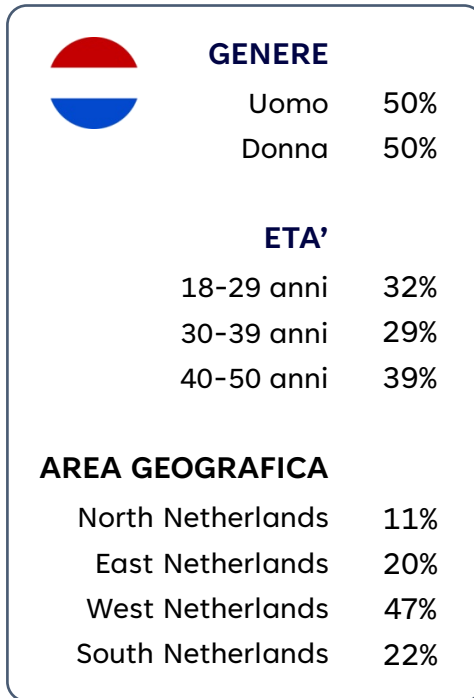 GENERE
Uomo 50%
Donna 50%
ETA’
18-29 anni 32%
30-39 anni 29%
40-50 anni 39%
AREA GEOGRAFICA
North Netherlands 11%
East Netherlands 20%
West Netherlands 47%
South Netherlands 22%